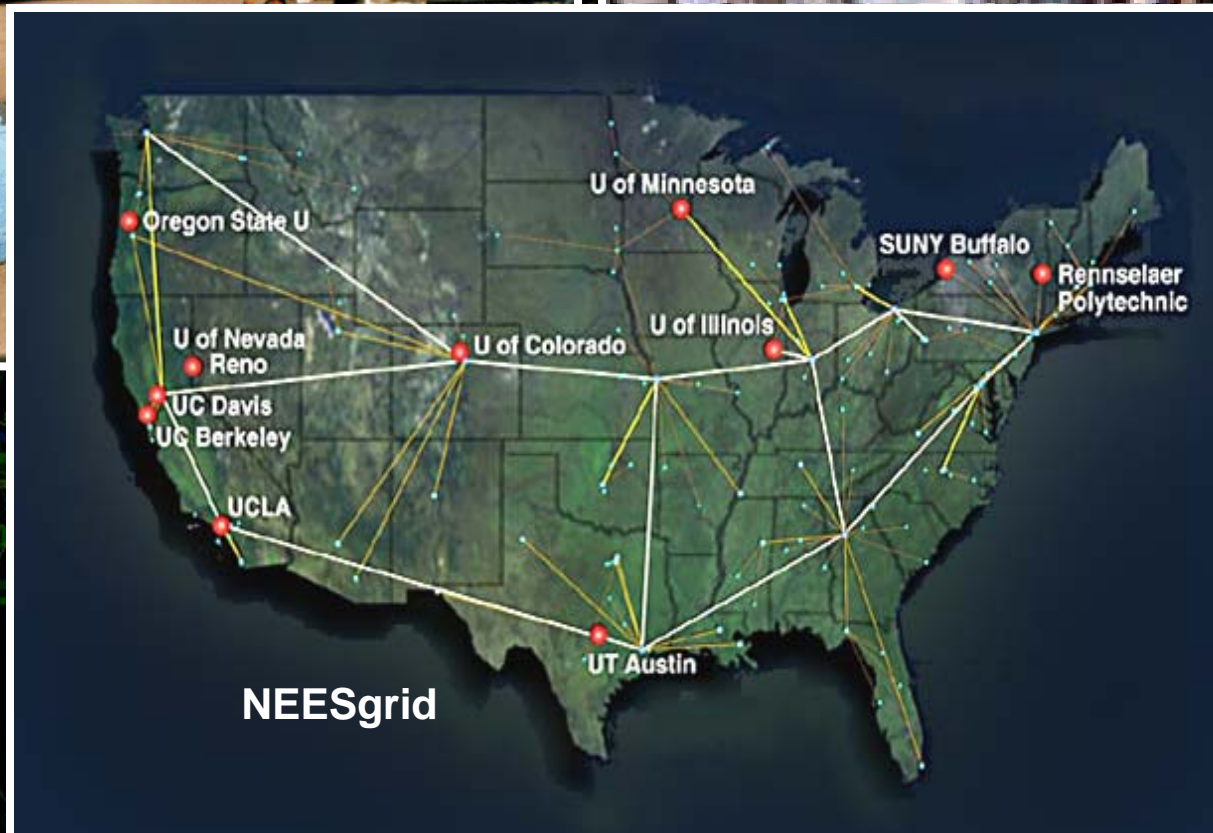 U of Minnesota
Oregon State U
SUNY Buffalo
Rennselaer
Polytechnic
U of Nevada
Reno
U of Illinois
U of Colorado
UC Davis
UC Berkeley
UCLA
UT Austin
NEESgrid